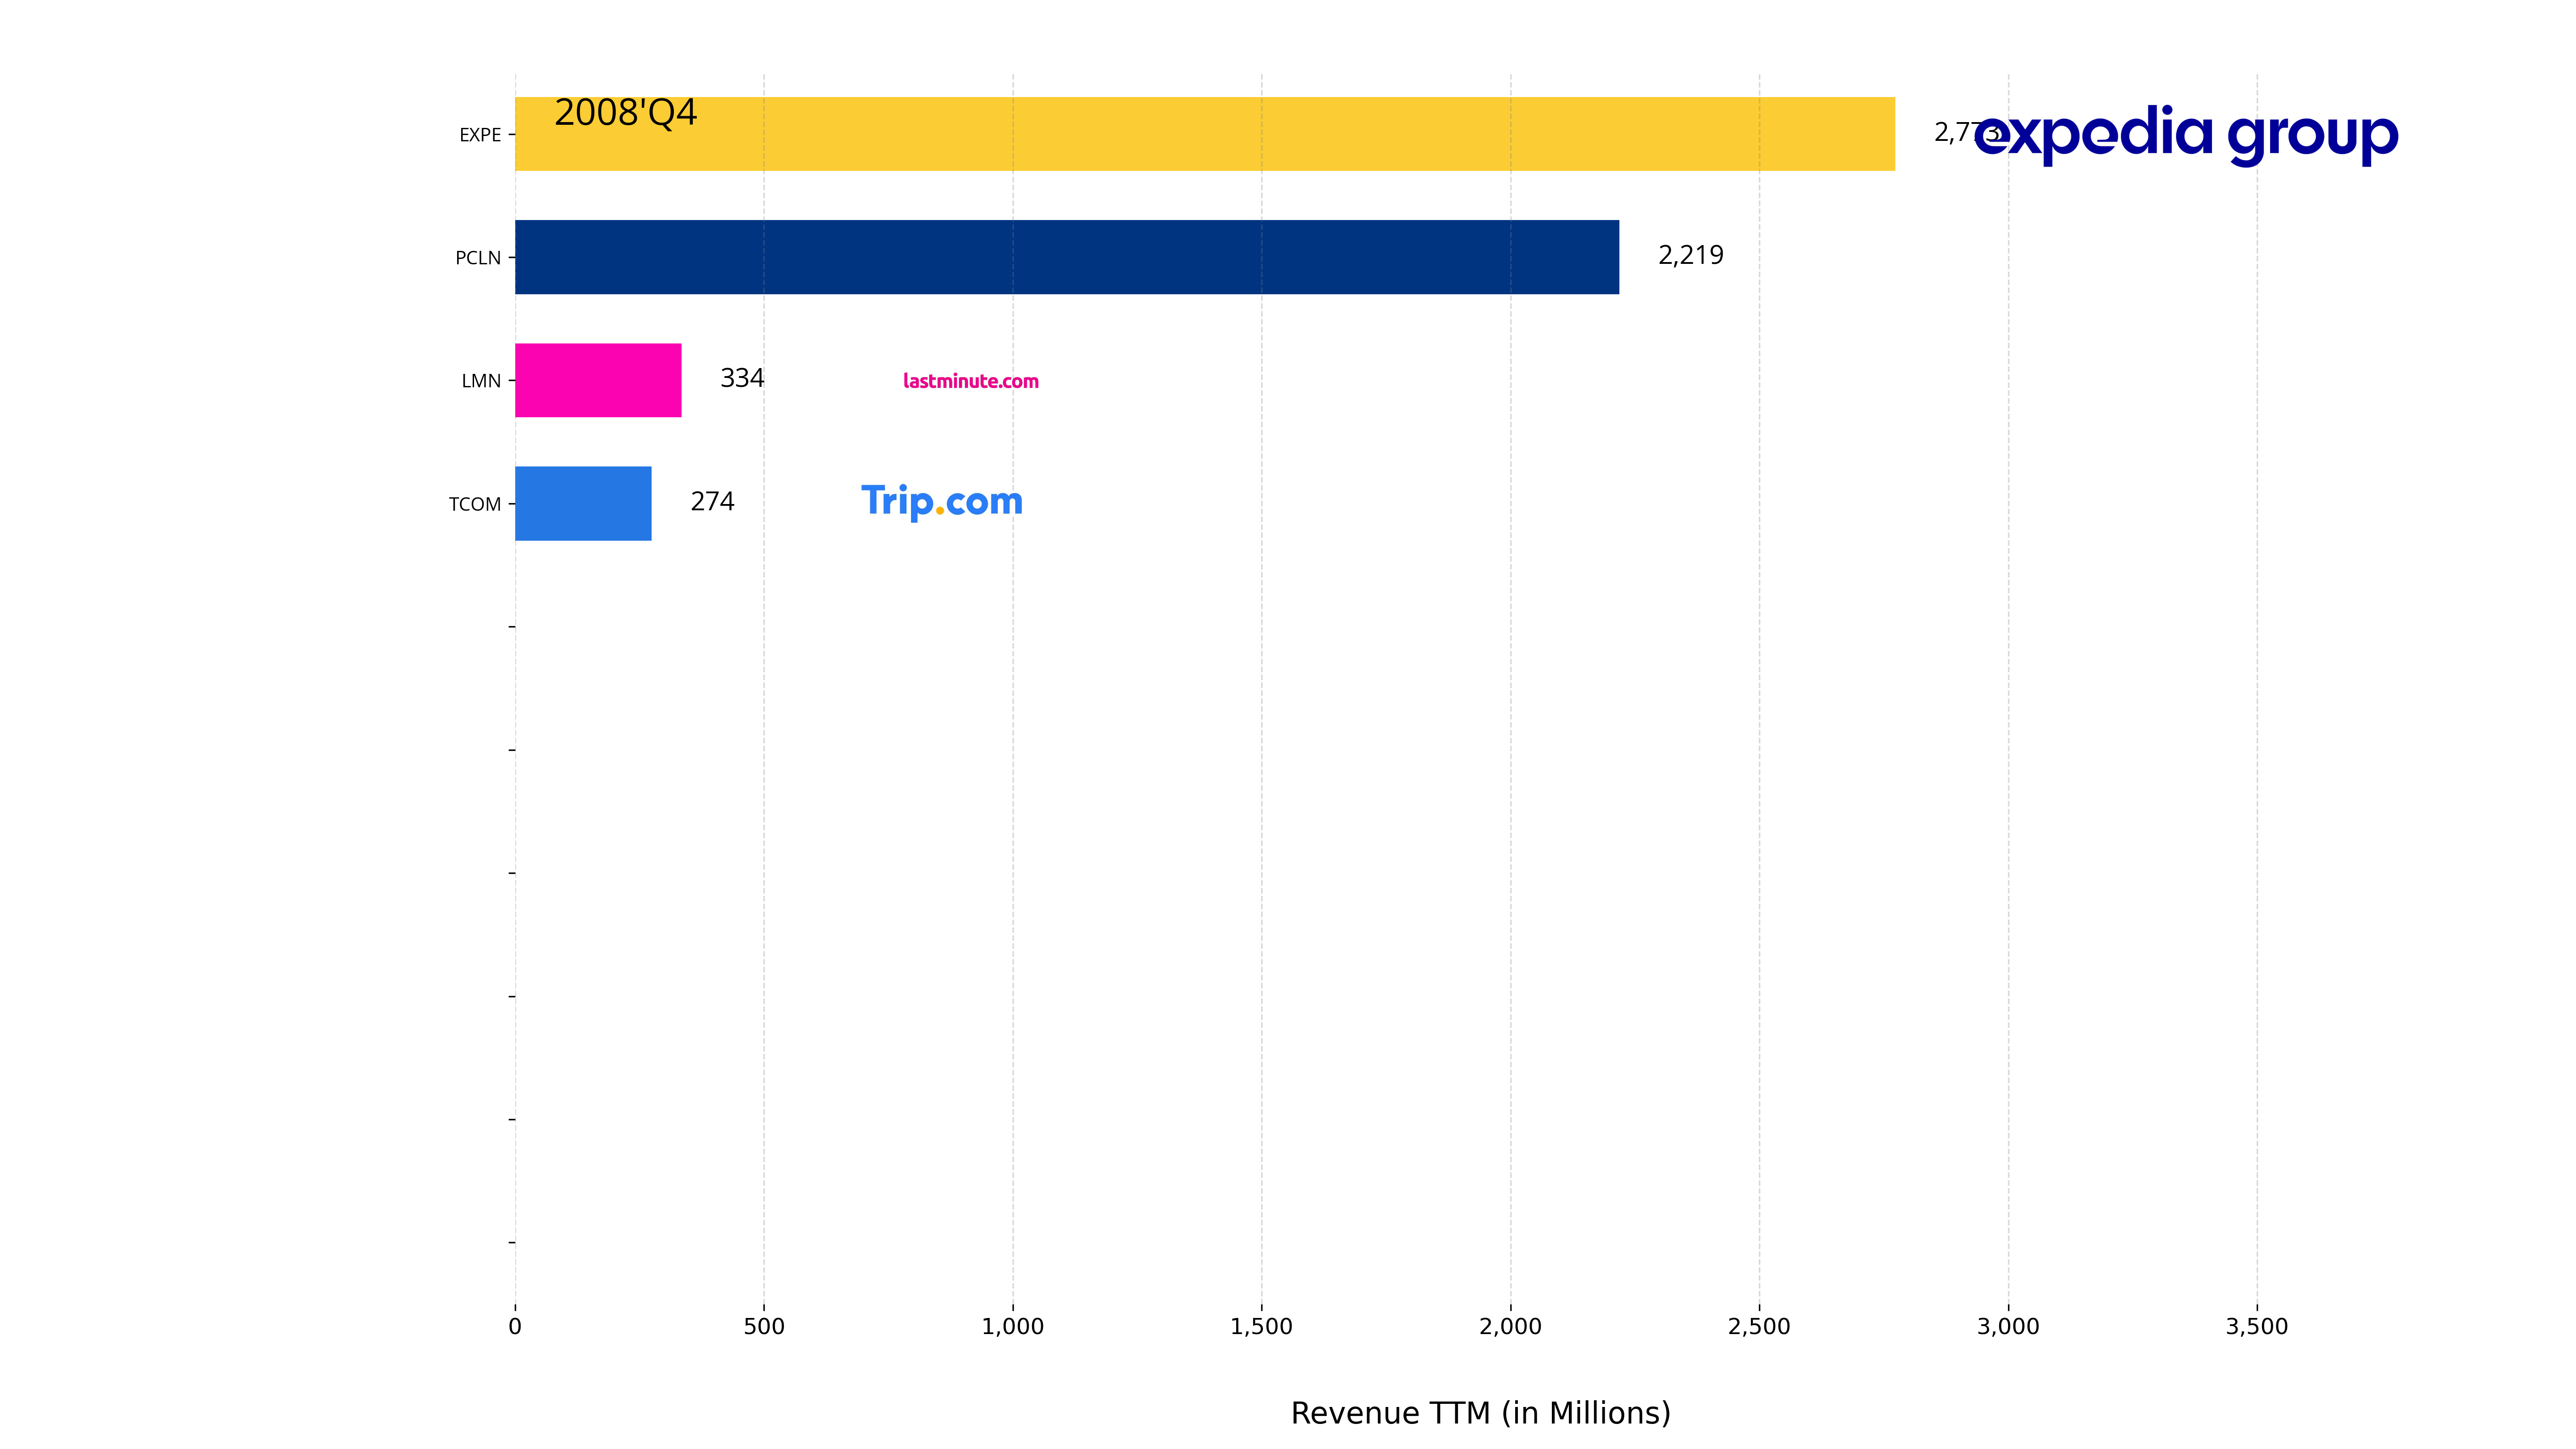 2008'Q4
EXPE
2,773
expedia group
PCLN
2,219
LMN
334
lastminute.com
TCOM
274
Trip.com
0 500 1,000 1,500 2,000 2,500 3,000 3,500
Revenue TTM (in Millions)